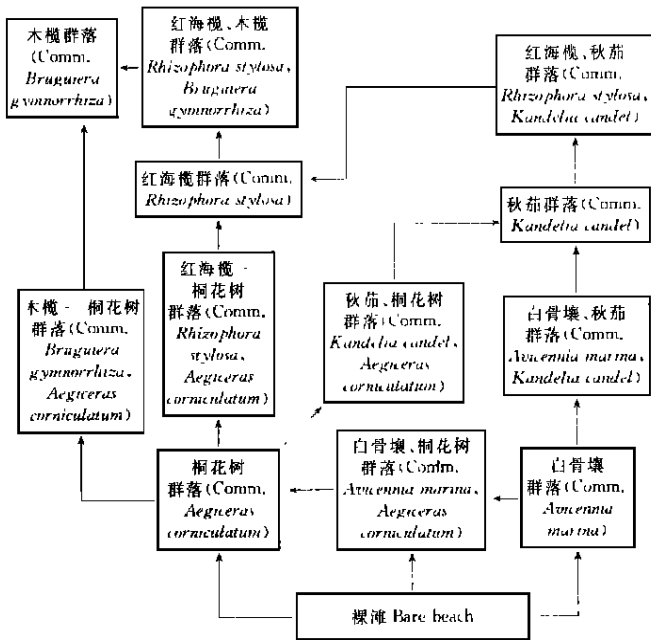 木榄群落
(Comm.
Bruguiera
gymnorrhiza)
红海榄、木榄
群落(Comm.
Rhizophora stylosa、
Bruguiera
gymnorrhiza)
红海榄、秋茄
群落(Comm.
Rhizophora stylosa、
Kandelia candel)
红海榄群落(Comm.
Rhizophora stylosa)
秋茄群落(Comm.
Kandelia candel)
木榄 - 桐花树
群落(Comm.
Bruguiera
gymnorrhiza、
Aegiceras
corniculatum)
红海榄 -
桐花树
群落(Comm.
Rhizophora
stylosa、
Aegiceras
corniculatum)
秋茄、桐花树
群落(Comm.
Kandelia candel、
Aegiceras
corniculatum)
白骨壤、秋茄
群落(Comm.
Avicennia marina、
Kandelia candel)
桐花树
群落(Comm.
Aegiceras
corniculatum)
白骨壤、桐花树
群落(Comm.
Avicennia marina、
Aegiceras
corniculatum)
白骨壤
群落(Comm.
Avicennia
marina)
裸滩 Bare beach